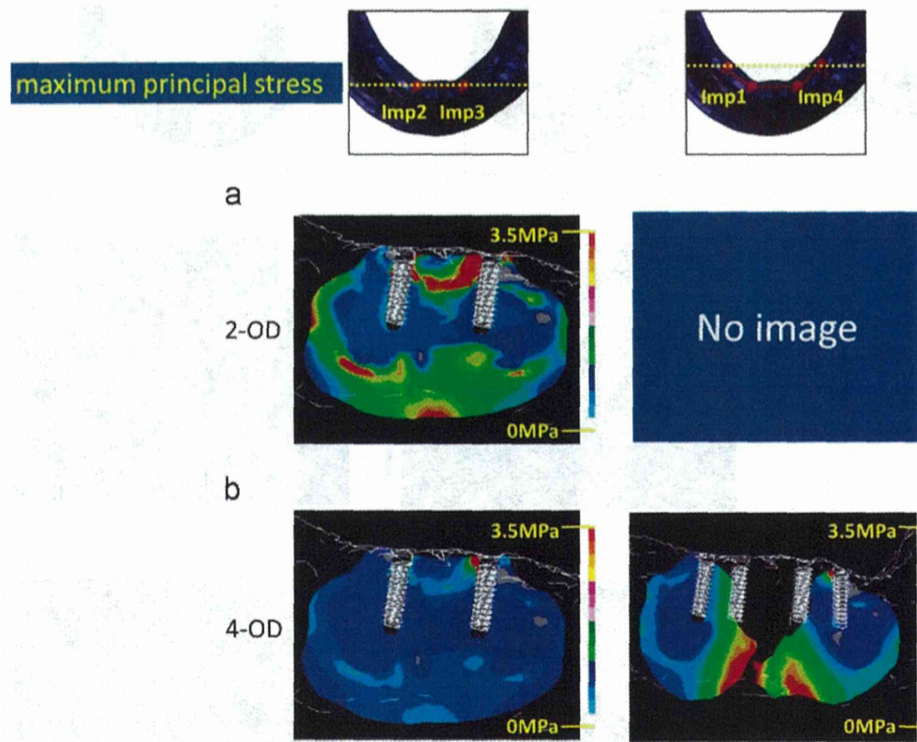 maximum principal stress
Imp2 Imp3
Imp1 Imp4
a
2-OD
3.5MPa
0MPa
No image
b
4-OD
3.5MPa
0MPa
3.5MPa
0MPa